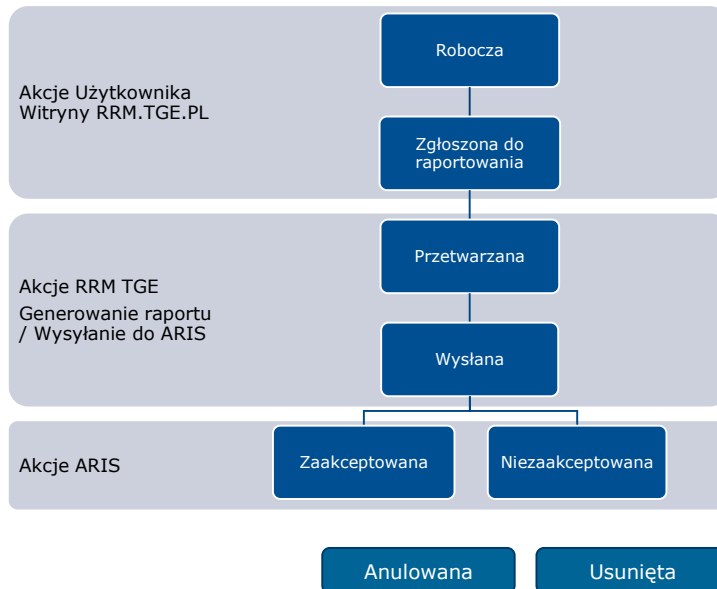 Robocza
Akcje Użytkownika
Witryny RRM.TGE.PL
Zgłoszona do
raportowania
Przetwarzana
Akcje RRM TGE
Generowanie raportu
/ Wysyłanie do ARIS
Wysłana
Akcje ARIS
Zaakceptowana
Niezaakceptowana
Anulowana
Usunięta